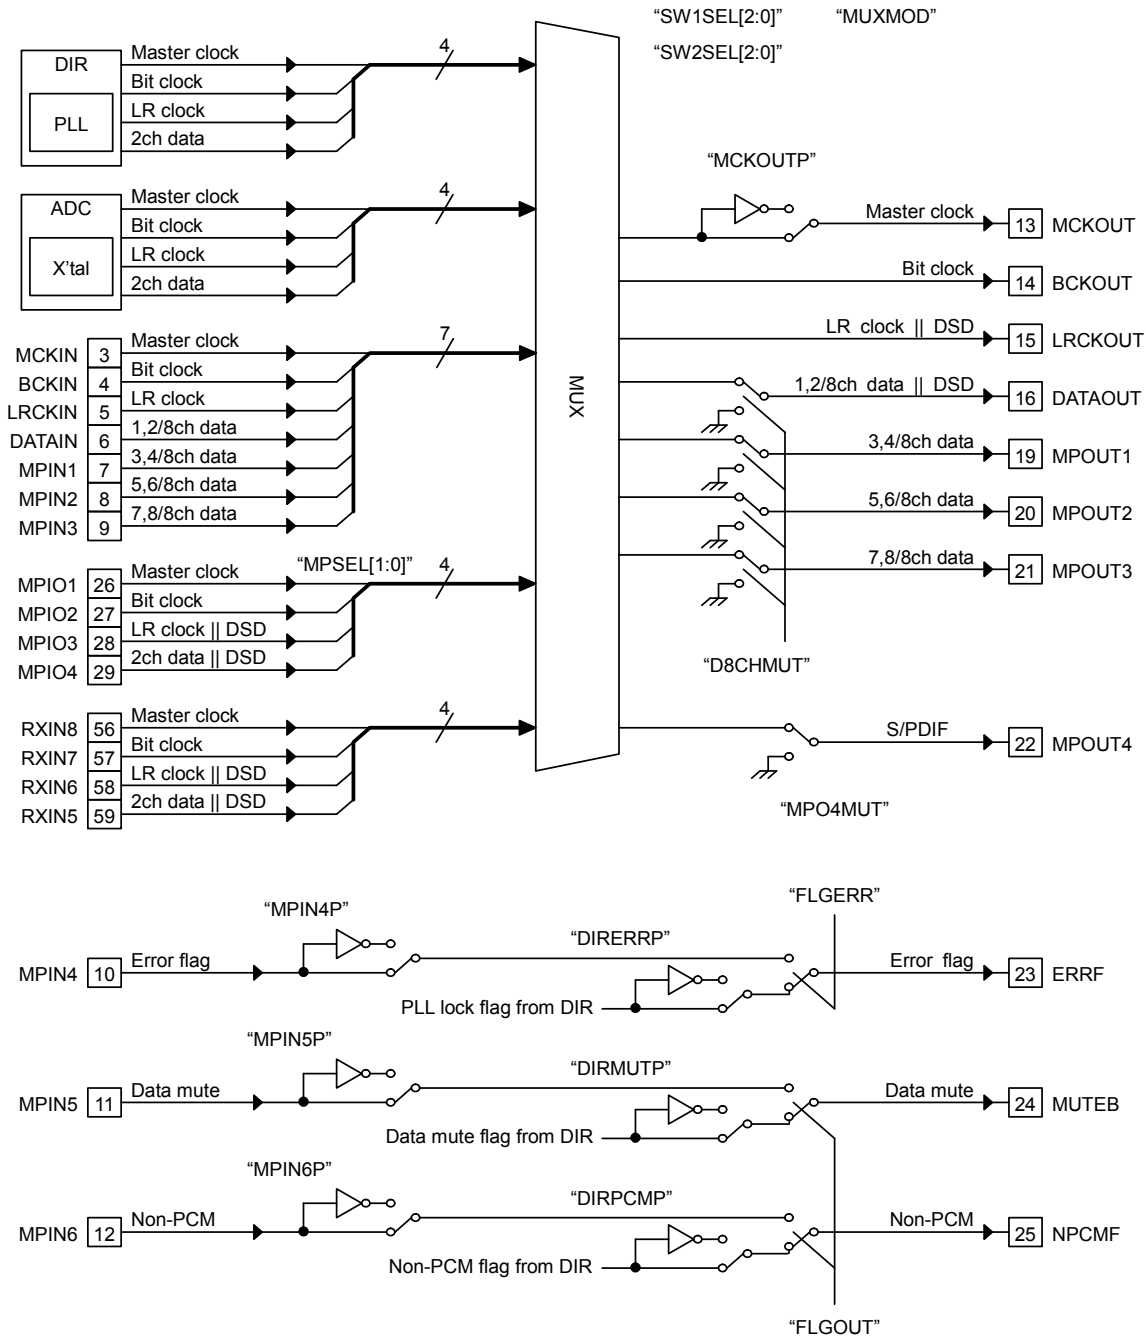 “SW1SEL[2:0]” “MUXMOD”
“SW2SEL[2:0]”
DIR
PLL
Master clock
Bit clock
LR clock
2ch data
4
ADC
X’tal
Master clock
Bit clock
LR clock
2ch data
4
MCKIN 3 Master clock
BCKIN 4 Bit clock
LRCKIN 5 LR clock
DATAIN 6 1,2/8ch data
MPIN1 7 3,4/8ch data
MPIN2 8 5,6/8ch data
MPIN3 9 7,8/8ch data
7
“MPSEL[1:0]”
MPIO1 26 Master clock
MPIO2 27 Bit clock
MPIO3 28 LR clock || DSD
MPIO4 29 2ch data || DSD
4
RXIN8 56 Master clock
RXIN7 57 Bit clock
RXIN6 58 LR clock || DSD
RXIN5 59 2ch data || DSD
4
MUX
“MCKOUTP”
Master clock 13 MCKOUT
Bit clock 14 BCKOUT
LR clock || DSD 15 LRCKOUT
1,2/8ch data || DSD 16 DATAOUT
3,4/8ch data 19 MPOUT1
5,6/8ch data 20 MPOUT2
7,8/8ch data 21 MPOUT3
“D8CHMUT”
S/PDIF 22 MPOUT4
“MPO4MUT”
“FLGERR”
“MPIN4P”
“DIRERRP”
MPIN4 10 Error flag
Error flag 23 ERRF
PLL lock flag from DIR
“MPIN5P”
“DIRMUTP”
MPIN5 11 Data mute
Data mute 24 MUTEB
Data mute flag from DIR
“MPIN6P”
“DIRPCMP”
MPIN6 12 Non-PCM
Non-PCM 25 NPCMF
Non-PCM flag from DIR
“FLGOUT”